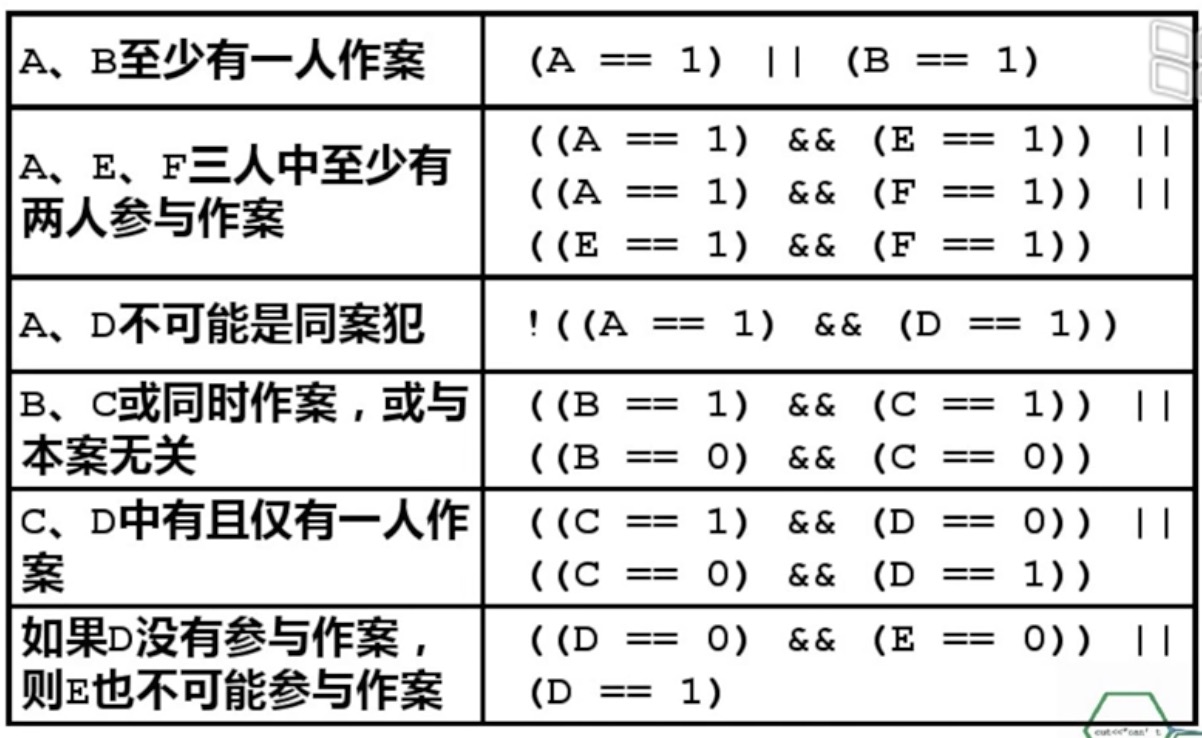 A、B至少有一人作案
(A == 1) || (B == 1)
A、E、F三人中至少有
两人参与作案
((A == 1) && (E == 1)) ||
((A == 1) && (F == 1)) ||
((E == 1) && (F == 1))
A、D不可能是同案犯
!((A == 1) && (D == 1))
B、C或同时作案，或与
本案无关
((B == 1) && (C == 1)) ||
((B == 0) && (C == 0))
C、D中有且仅有一人作
案
((C == 1) && (D == 0)) ||
((C == 0) && (D == 1))
如果D没有参与作案，
则E也不可能参与作案
((D == 0) && (E == 0)) ||
(D == 1)